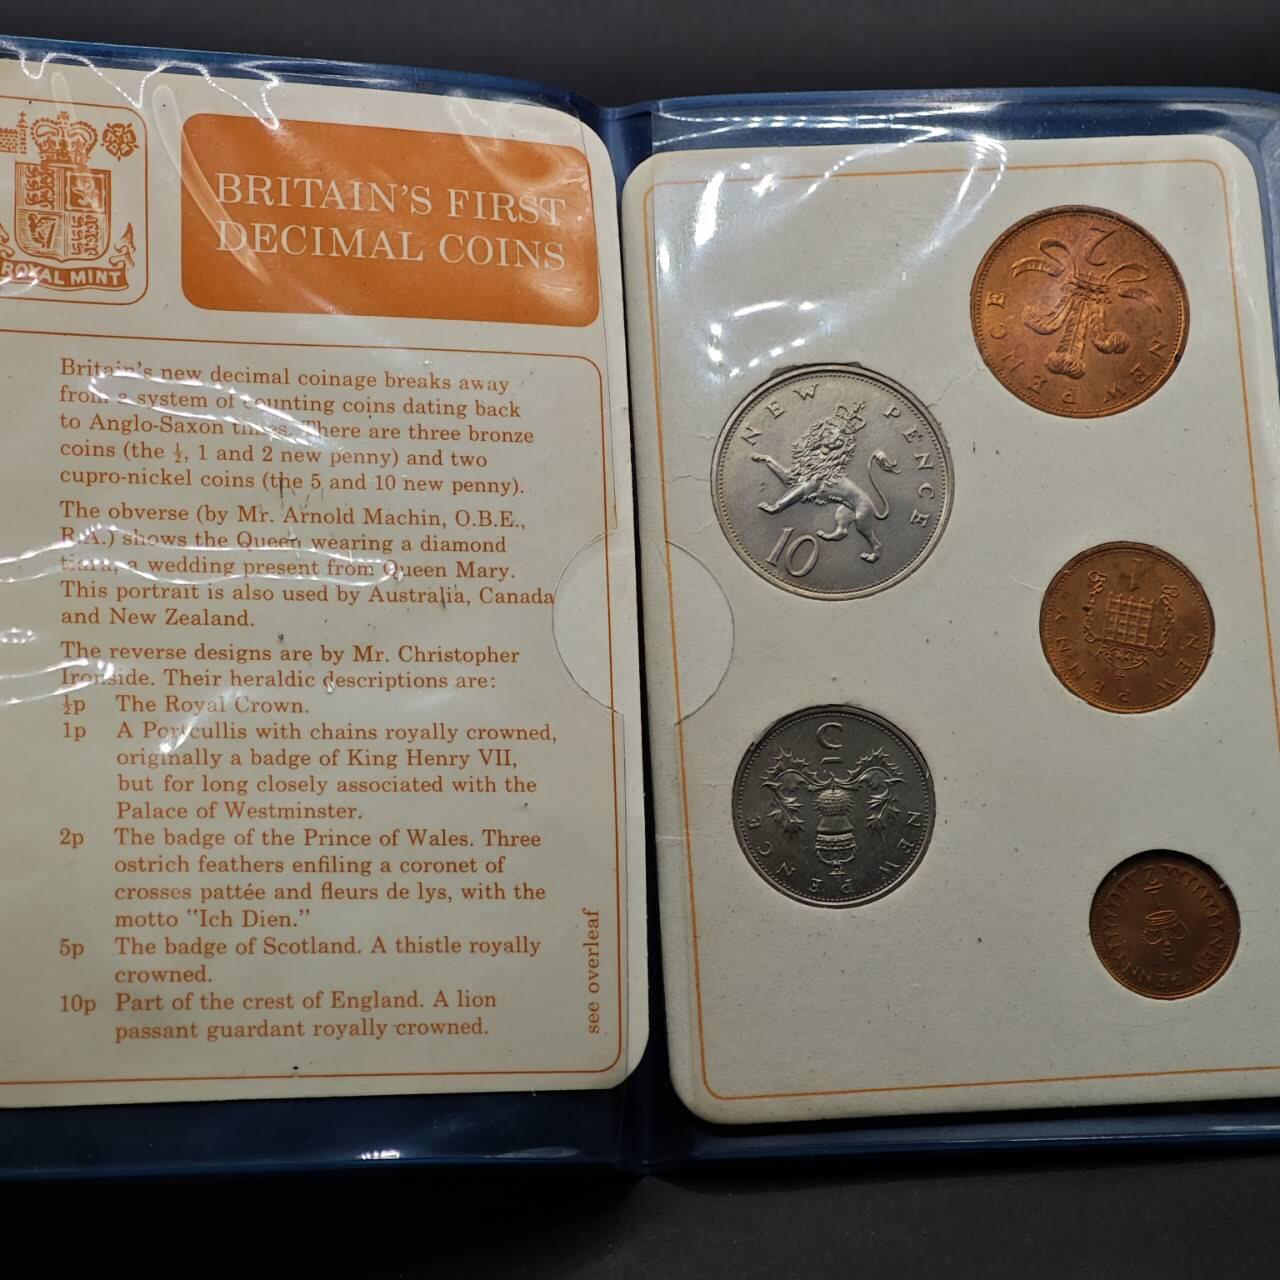 ROYAL MINT
BRITAIN'S FIRST
DECIMAL COINS
Britain's new decimal coinage breaks away
from a system of counting coins dating back
to Anglo-Saxon times. There are three bronze
coins (the ½, 1 and 2 new penny) and two
cupro-nickel coins (the 5 and 10 new penny).
The obverse (by Mr. Arnold Machin, O.B.E.,
R.A.) shows the Queen wearing a diamond
tiara, a wedding present from Queen Mary.
This portrait is also used by Australia, Canada
and New Zealand.
The reverse designs are by Mr. Christopher
Ironside. Their heraldic descriptions are:
½p The Royal Crown.
1p A Portcullis with chains royally crowned,
originally a badge of King Henry VII,
but for long closely associated with the
Palace of Westminster.
2p The badge of the Prince of Wales. Three
ostrich feathers enfiling a coronet of
crosses pattée and fleurs de lys, with the
motto "Ich Dien."
5p The badge of Scotland. A thistle royally
crowned.
10p Part of the crest of England. A lion
passant guardant royally crowned.
see overleaf
NEW PENCE
2
NEW PENCE
10
NEW PENNY
1
NEW PENCE
5
NEW PENNY
½